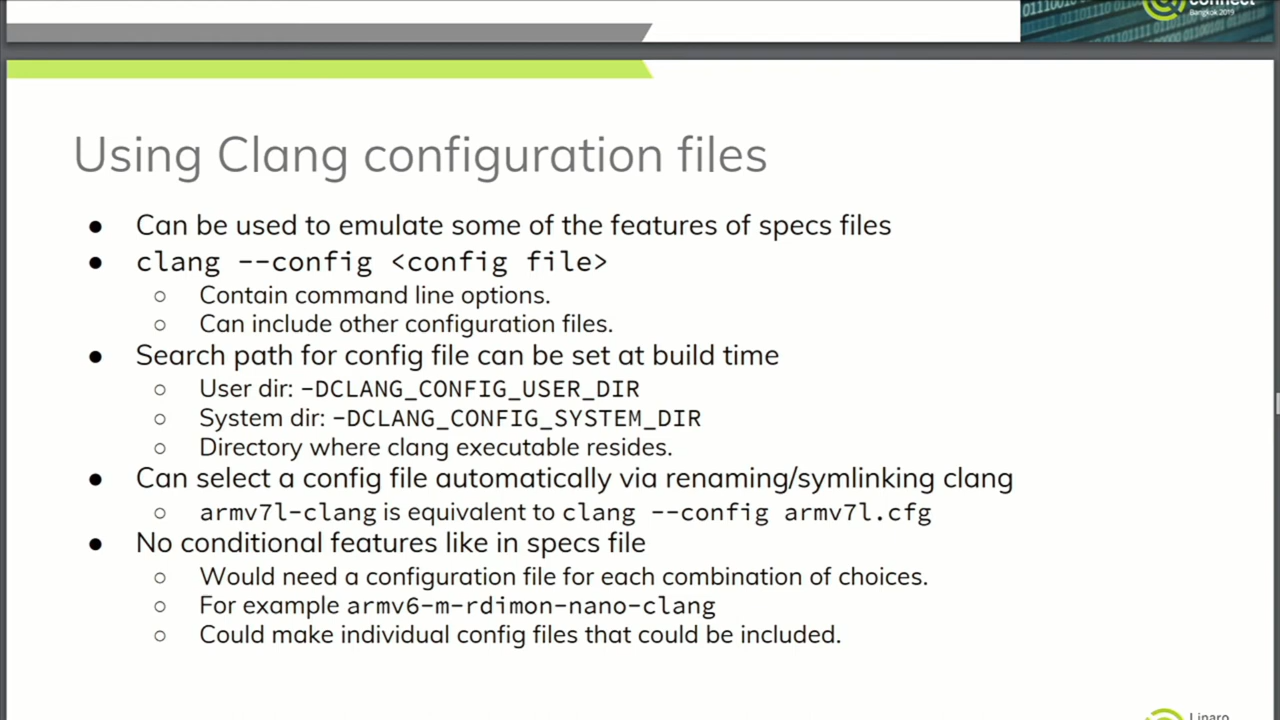 connect
Bangkok 2019
Using Clang configuration files
● Can be used to emulate some of the features of specs files
● clang --config <config file>
○ Contain command line options.
○ Can include other configuration files.
● Search path for config file can be set at build time
○ User dir: -DCLANG_CONFIG_USER_DIR
○ System dir: -DCLANG_CONFIG_SYSTEM_DIR
○ Directory where clang executable resides.
● Can select a config file automatically via renaming/symlinking clang
○ armv7l-clang is equivalent to clang --config armv7l.cfg
● No conditional features like in specs file
○ Would need a configuration file for each combination of choices.
○ For example armv6-m-rdimon-nano-clang
○ Could make individual config files that could be included.
Linaro